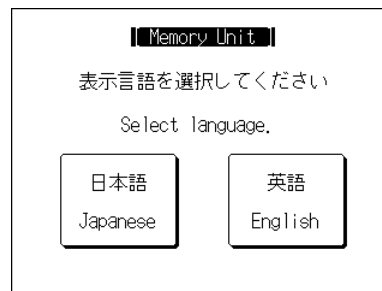 Memory Unit
表示言語を選択してください
Select language.
日本語
Japanese
英語
English